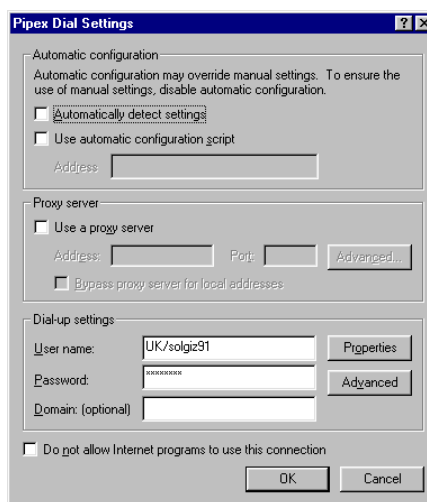 Pipex Dial Settings
Automatic configuration
Automatic configuration may override manual settings. To ensure the
use of manual settings, disable automatic configuration.
Automatically detect settings
Use automatic configuration script
Address
Proxy server
Use a proxy server
Address: Port: Advanced...
Bypass proxy server for local addresses
Dial-up settings
User name: UK/solgiz91 Properties
Password: ******** Advanced
Domain: (optional)
Do not allow Internet programs to use this connection
OK Cancel